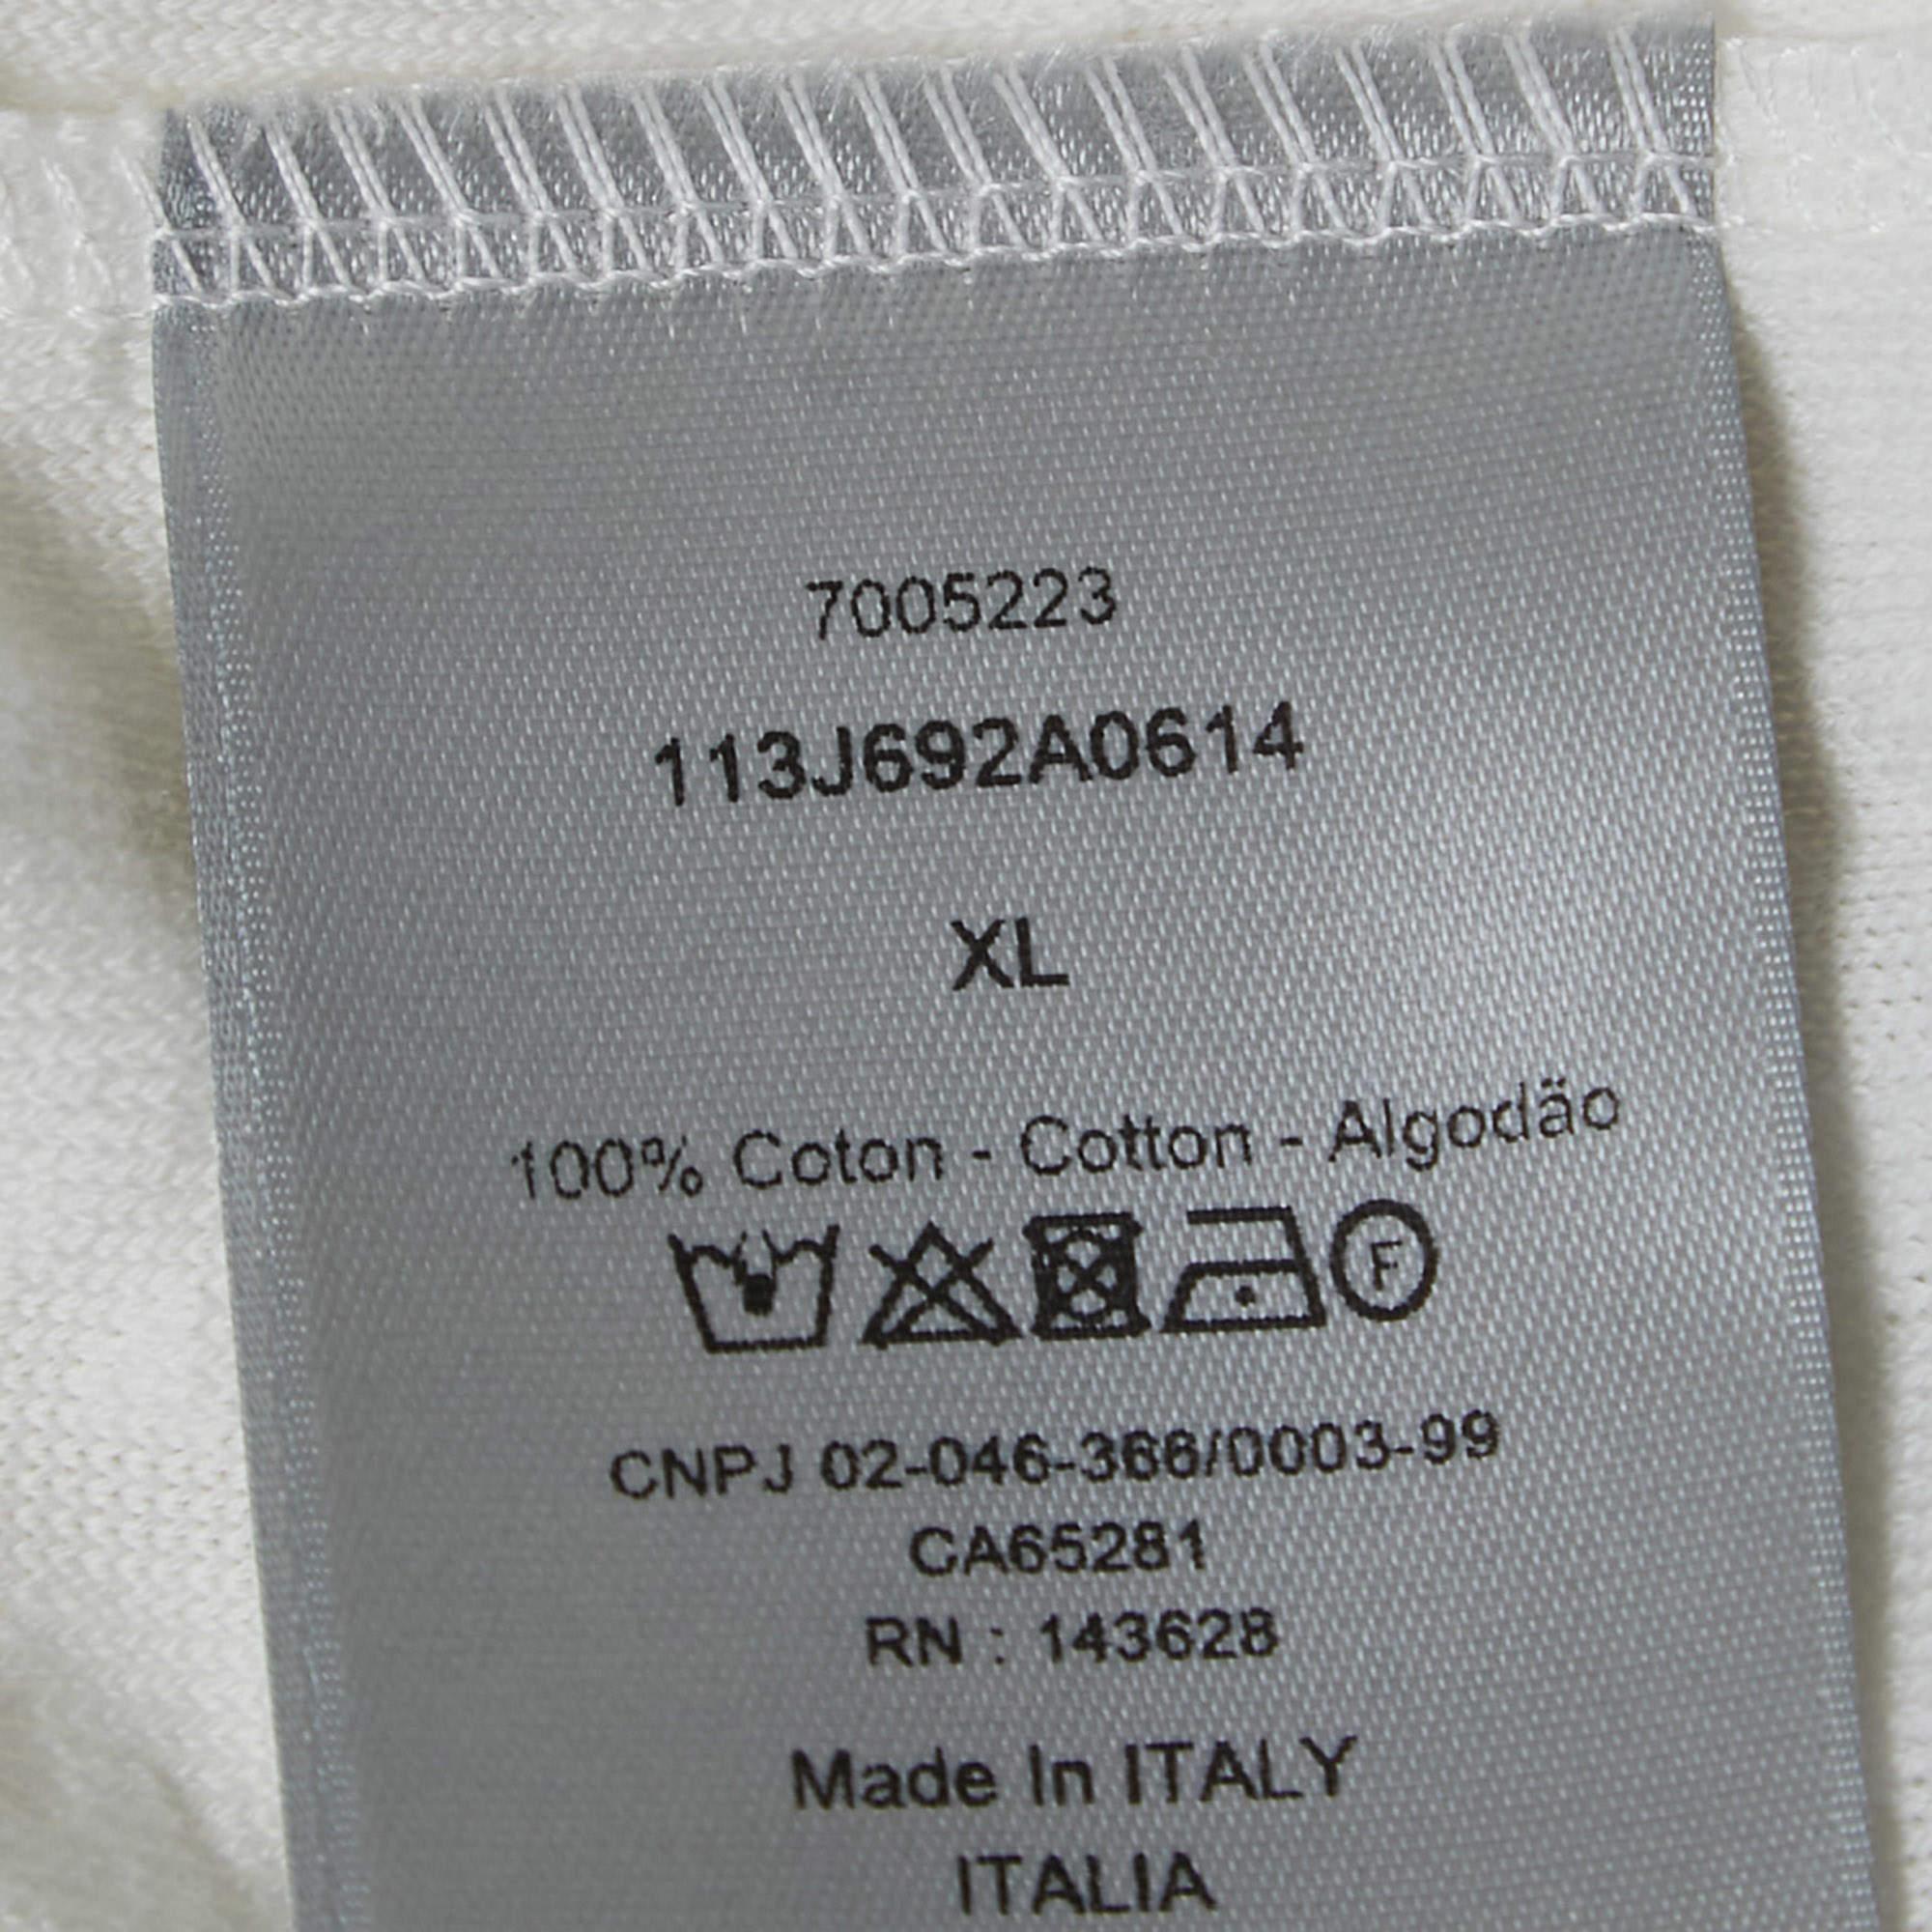 7005223
113J692A0614
XL
100% Coton - Cotton - Algodäo
F
CNPJ 02-046-366/0003-99
CA65281
RN : 143628
Made In ITALY
ITALIA